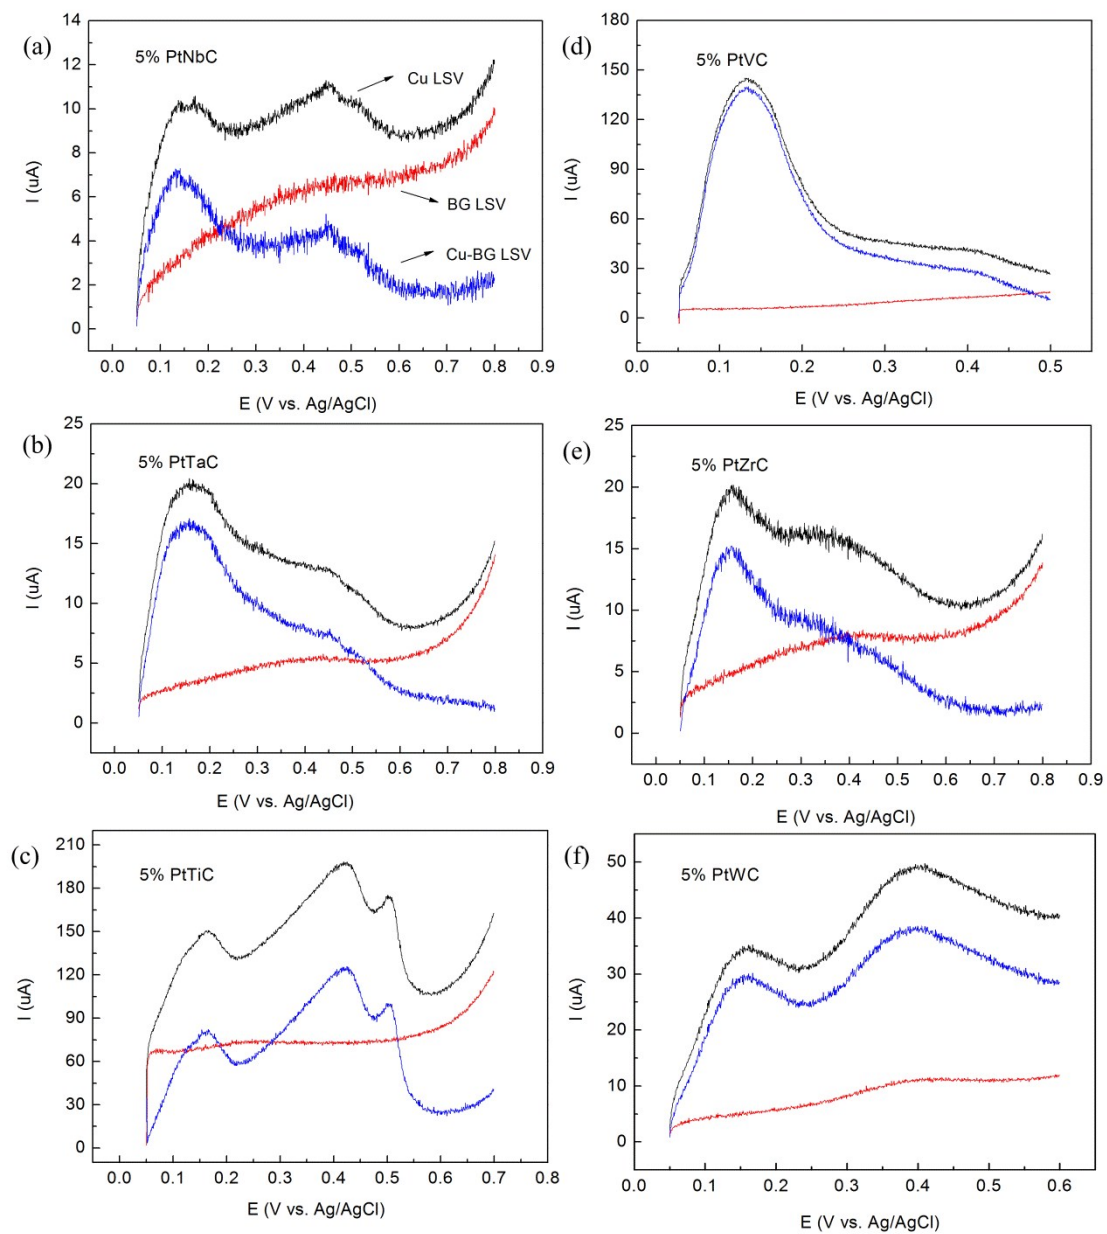 (a)
5% PtNbC
Cu LSV
BG LSV
Cu-BG LSV
I (uA)
14
12
10
8
6
4
2
0
0.0 0.1 0.2 0.3 0.4 0.5 0.6 0.7 0.8 0.9
E (V vs. Ag/AgCl)
(d)
5% PtVC
I (uA)
180
150
120
90
60
30
0
0.0 0.1 0.2 0.3 0.4 0.5
E (V vs. Ag/AgCl)
(b)
5% PtTaC
I (uA)
25
20
15
10
5
0
0.0 0.1 0.2 0.3 0.4 0.5 0.6 0.7 0.8 0.9
E (V vs. Ag/AgCl)
(e)
5% PtZrC
I (uA)
25
20
15
10
5
0
0.0 0.1 0.2 0.3 0.4 0.5 0.6 0.7 0.8 0.9
E (V vs. Ag/AgCl)
(c)
5% PtTiC
I (uA)
210
180
150
120
90
60
30
0
0.0 0.1 0.2 0.3 0.4 0.5 0.6 0.7 0.8
E (V vs. Ag/AgCl)
(f)
5% PtWC
I (uA)
50
40
30
20
10
0
0.0 0.1 0.2 0.3 0.4 0.5 0.6
E (V vs. Ag/AgCl)